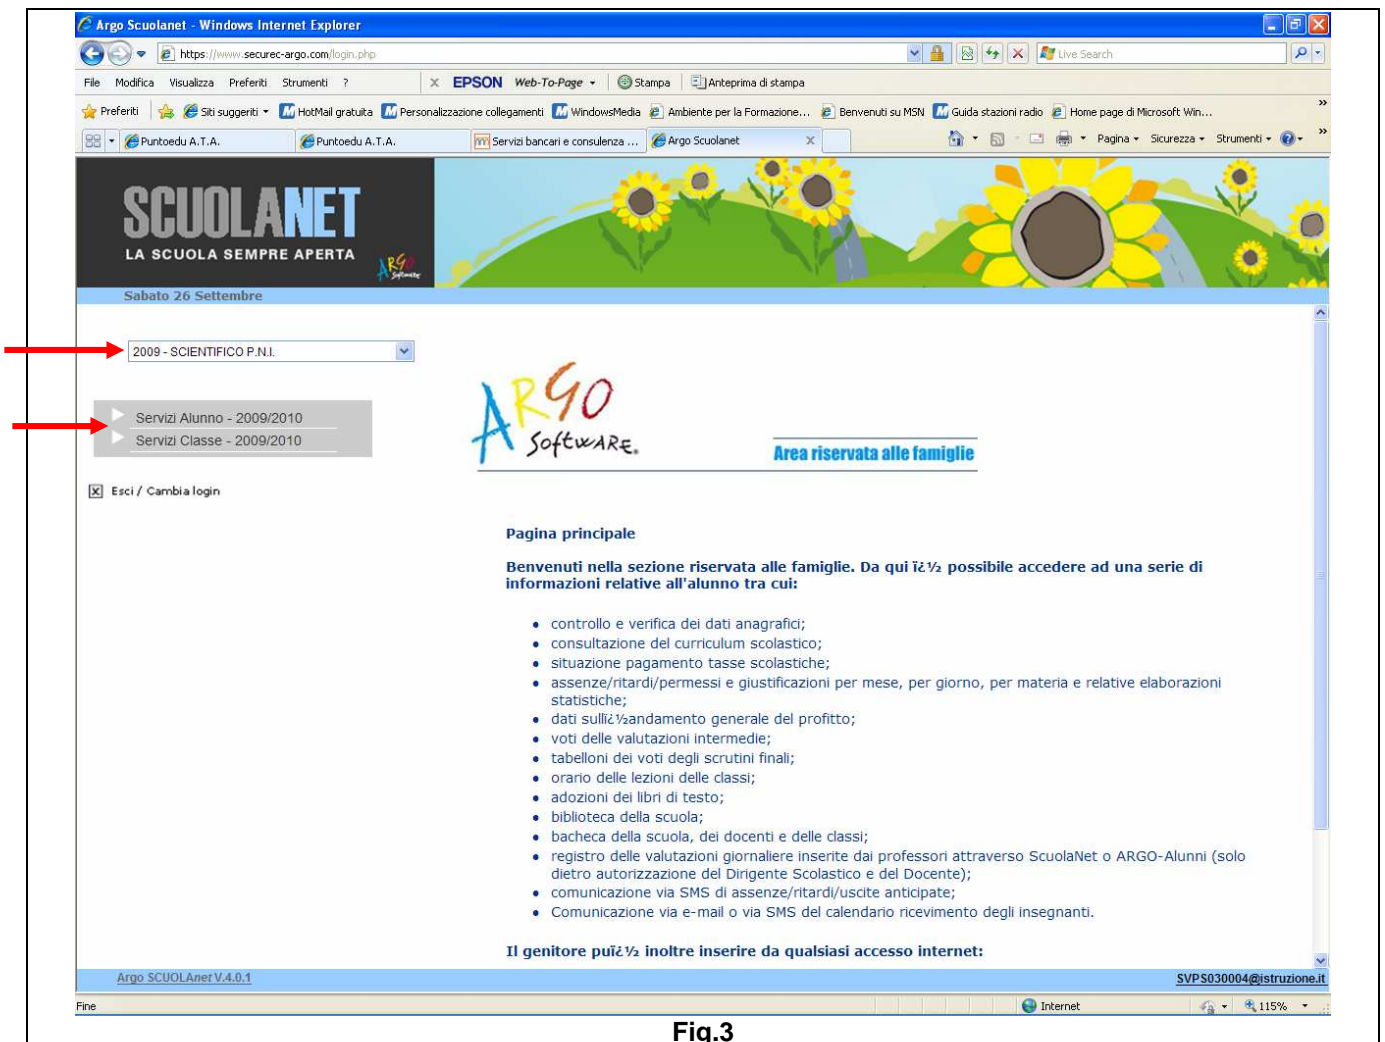 Argo Scuolanet - Windows Internet Explorer
https://www.securec-argo.com/login.php
Live Search
File Modifica Visualizza Preferiti Strumenti ?
X EPSON Web-To-Page Stampa Anteprima di stampa
Preferiti Siti suggeriti HotMail gratuita Personalizzazione collegamenti WindowsMedia Ambiente per la Formazione... Benvenuti su MSN Guida stazioni radio Home page di Microsoft Win... »
Puntoedu A.T.A. Puntoedu A.T.A. Servizi bancari e consulenza ... Argo Scuolanet X Pagina Sicurezza Strumenti »
SCUOLANET
LA SCUOLA SEMPRE APERTA
ARGO Software
Sabato 26 Settembre
2009 - SCIENTIFICO P.N.I.
Servizi Alunno - 2009/2010
Servizi Classe - 2009/2010
X Esci / Cambia login
ARGO
SOftWARE.
Area riservata alle famiglie
Pagina principale
Benvenuti nella sezione riservata alle famiglie. Da qui ï¿½ possibile accedere ad una serie di
informazioni relative all'alunno tra cui:
• controllo e verifica dei dati anagrafici;
• consultazione del curriculum scolastico;
• situazione pagamento tasse scolastiche;
• assenze/ritardi/permessi e giustificazioni per mese, per giorno, per materia e relative elaborazioni
statistiche;
• dati sullï¿½andamento generale del profitto;
• voti delle valutazioni intermedie;
• tabelloni dei voti degli scrutini finali;
• orario delle lezioni delle classi;
• adozioni dei libri di testo;
• biblioteca della scuola;
• bacheca della scuola, dei docenti e delle classi;
• registro delle valutazioni giornaliere inserite dai professori attraverso ScuolaNet o ARGO-Alunni (solo
dietro autorizzazione del Dirigente Scolastico e del Docente);
• comunicazione via SMS di assenze/ritardi/uscite anticipate;
• Comunicazione via e-mail o via SMS del calendario ricevimento degli insegnanti.
Il genitore puï¿½ inoltre inserire da qualsiasi accesso internet:
Argo SCUOLAnet V.4.0.1
SVPS030004@istruzione.it
Fine
Internet
115%
Fig.3